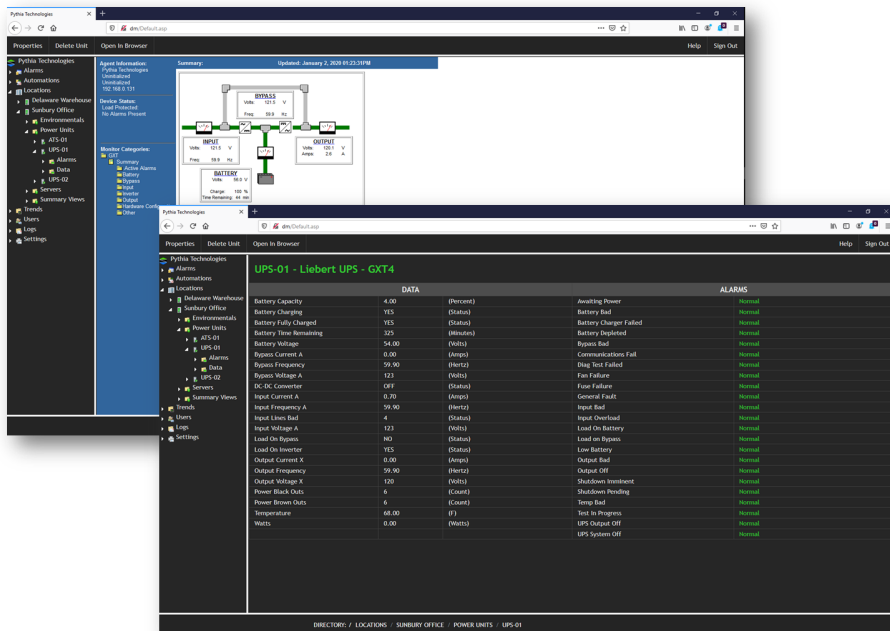 Pythia Technologies
dm/Default.asp
Properties Delete Unit Open In Browser Help Sign Out
Pythia Technologies
Alarms
Automations
Locations
Delaware Warehouse
Sunbury Office
Environmentals
Power Units
ATS-01
UPS-01
Alarms
Data
UPS-02
Servers
Summary Views
Trends
Users
Logs
Settings
Agent Information:
Pythia Technologies
Uninitialized
Uninitialized
192.168.0.131
Device Status:
Load Protected
No Alarms Present
Monitor Categories:
GXT
Summary
Active Alarms
Battery
Bypass
Input
Inverter
Output
Hardware
Other
Summary: Updated: January 2, 2020 01:23:31PM
BYPASS
Volts: 121.5 V
Freq: 59.9 Hz
INPUT
Volts: 121.5 V
Freq: 59.9 Hz
OUTPUT
Volts: 120.1 V
Amps: 2.6 A
BATTERY
Volts: V
Charge: 100 %
Time Remaining: 64 min
Pythia Technologies
dm/Default.asp
Properties Delete Unit Open In Browser Help Sign Out
Pythia Technologies
Alarms
Automations
Locations
Delaware Warehouse
Sunbury Office
Environmentals
Power Units
ATS-01
UPS-01
Alarms
Data
UPS-02
Servers
Summary Views
Trends
Users
Logs
Settings
UPS-01 - Liebert UPS - GXT4
DATA ALARMS
Battery Capacity 4.00 (Percent) Awaiting Power Normal
Battery Charging YES (Status) Battery Bad Normal
Battery Fully Charged YES (Status) Battery Charger Failed Normal
Battery Time Remaining 325 (Minutes) Battery Depleted Normal
Battery Voltage 54.00 (Volts) Bypass Bad Normal
Bypass Current A 0.00 (Amps) Communications Fail Normal
Bypass Frequency 59.90 (Hertz) Diag Test Failed Normal
Bypass Voltage A 123 (Volts) Fan Failure Normal
DC-DC Converter OFF (Status) Fuse Failure Normal
Input Current A 0.70 (Amps) General Fault Normal
Input Frequency A 59.90 (Hertz) Input Bad Normal
Input Lines Bad 4 (Status) Input Overload Normal
Input Voltage A 123 (Volts) Load On Battery Normal
Load On Bypass NO (Status) Load on Bypass Normal
Load On Inverter YES (Status) Low Battery Normal
Output Current X 0.00 (Amps) Output Bad Normal
Output Frequency 59.90 (Hertz) Output Off Normal
Output Voltage X 120 (Volts) Shutdown Imminent Normal
Power Black Outs 6 (Count) Shutdown Pending Normal
Power Brown Outs 6 (Count) Temp Bad Normal
Temperature 68.00 (F) Test In Progress Normal
Watts 0.00 (Watts) UPS Output Off Normal
UPS System Off Normal
DIRECTORY: / LOCATIONS / SUNBURY OFFICE / POWER UNITS / UPS-01